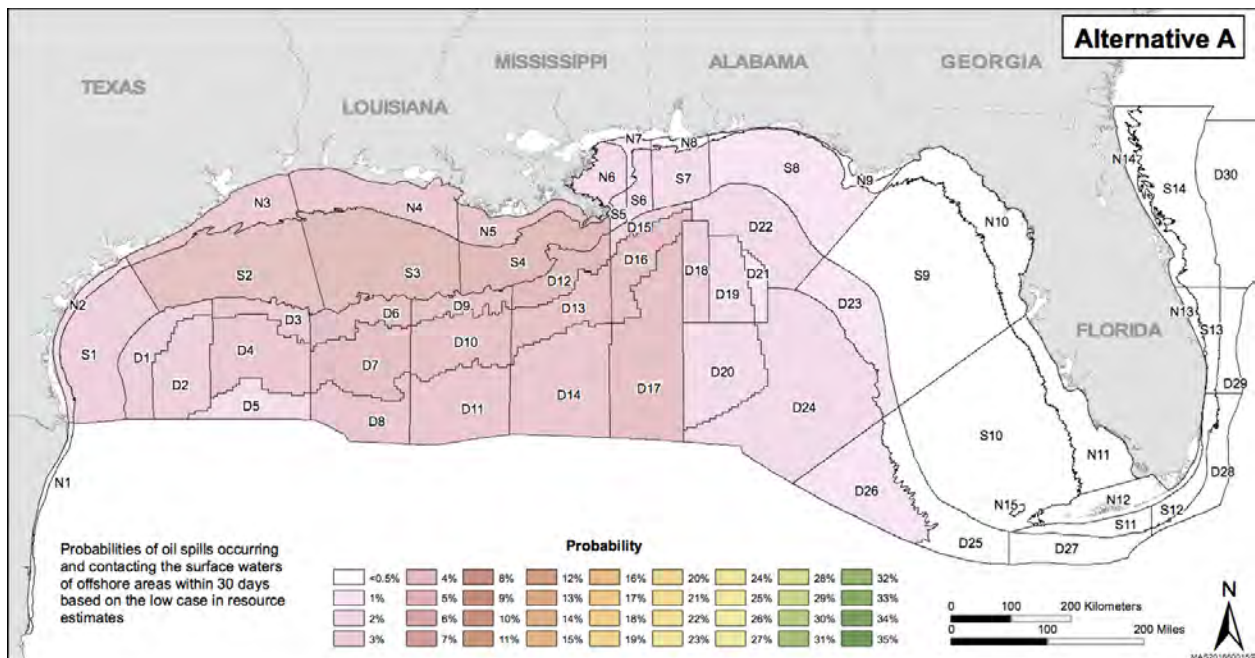 Alternative A
TEXAS
LOUISIANA
MISSISSIPPI
ALABAMA
GEORGIA
FLORIDA
N7
N8
N14
S14
D30
N6
S7
S8
N9
N3
N4
S6
S5
N10
N5
D15
D22
S2
S3
S4
D16
S9
D12
D18
D21
D19
D23
N2
D3
D6
D9
D13
N13
S13
S1
D1
D2
D4
D7
D10
D20
D29
D5
D8
D11
D14
D17
D24
S10
N11
D28
N1
D26
N15
N12
S12
S11
D25
D27
Probabilities of oil spills occurring
and contacting the surface waters
of offshore areas within 30 days
based on the low case in resource
estimates
Probability
<0.5% 4% 8% 12% 16% 20% 24% 28% 32%
1% 5% 9% 13% 17% 21% 25% 29% 33%
2% 6% 10% 14% 18% 22% 26% 30% 34%
3% 7% 11% 15% 19% 23% 27% 31% 35%
0 100 200 Kilometers
0 100 200 Miles
N